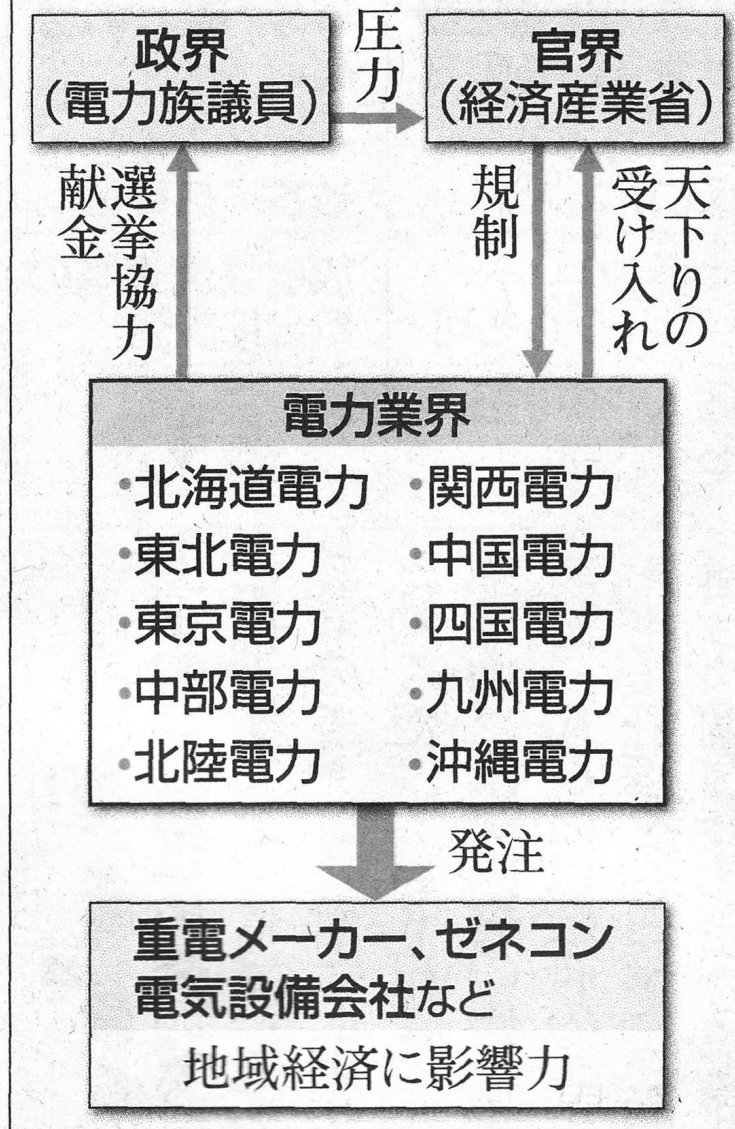 政界
(電力族議員)
圧力
官界
(経済産業省)
選挙協力
献金
規制
天下りの
受け入れ
電力業界
・北海道電力
・東北電力
・東京電力
・中部電力
・北陸電力
・関西電力
・中国電力
・四国電力
・九州電力
・沖縄電力
発注
重電メーカー、ゼネコン
電気設備会社など
地域経済に影響力